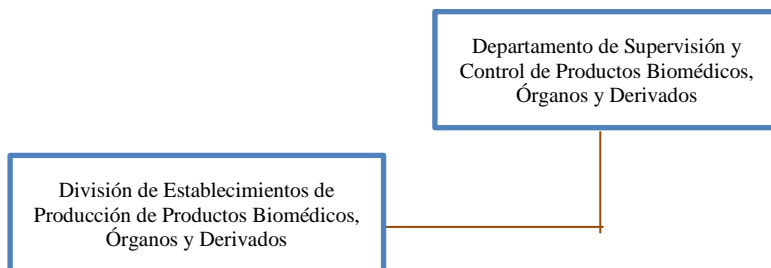 Departamento de Supervisión y
Control de Productos Biomédicos,
Órganos y Derivados
División de Establecimientos de
Producción de Productos Biomédicos,
Órganos y Derivados